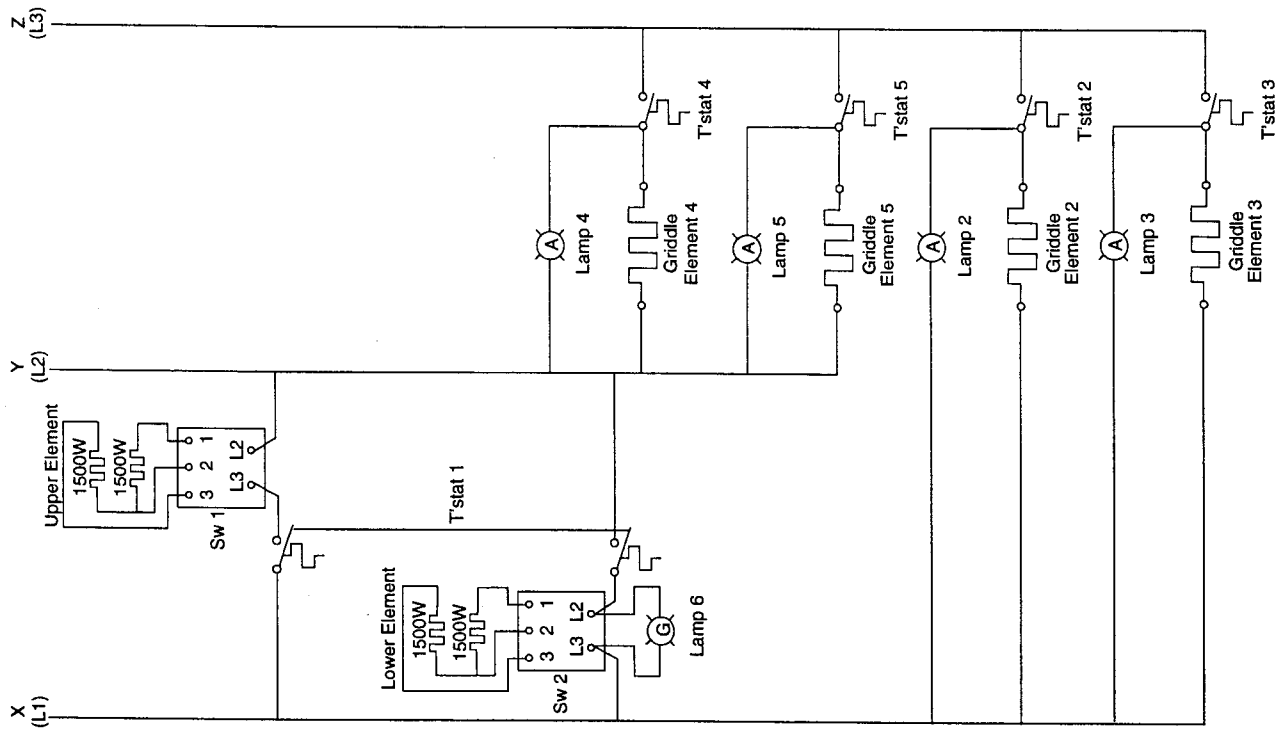 Z
(L3)
Y
(L2)
X
(L1)
Upper Element
1500W
1500W
3 2 1
L3 L2
Sw 1
T'stat 1
Lower Element
1500W
1500W
3 2 1
L3 L2
Sw 2
G
Lamp 6
A
Lamp 4
Griddle
Element 4
T'stat 4
A
Lamp 5
Griddle
Element 5
T'stat 5
A
Lamp 2
Griddle
Element 2
T'stat 2
A
Lamp 3
Griddle
Element 3
T'stat 3